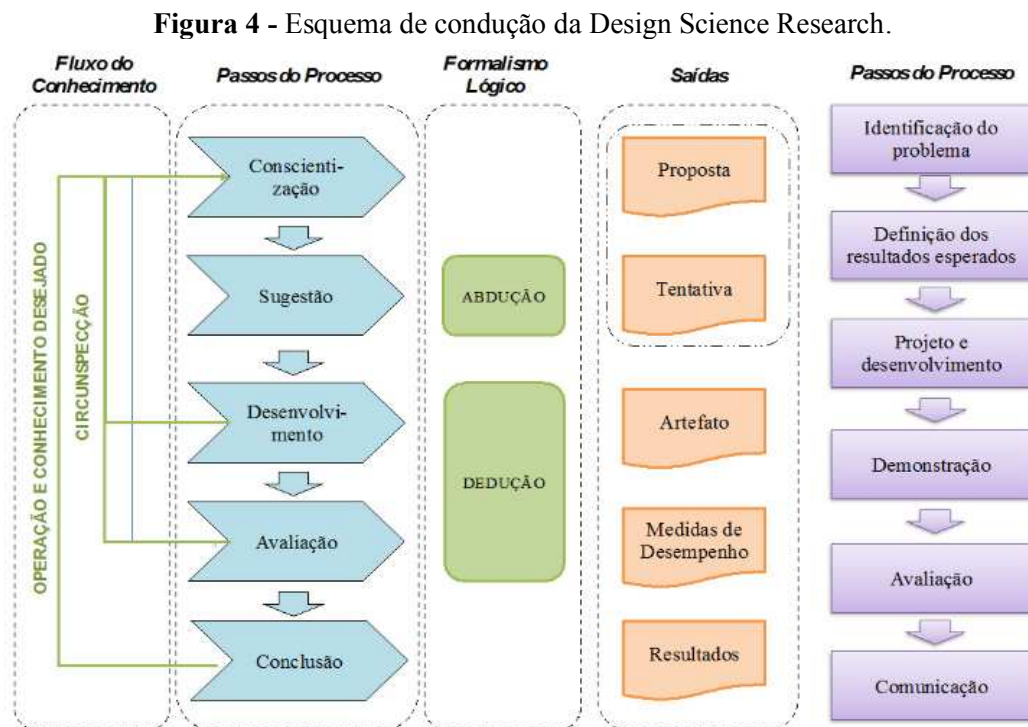 Figura 4 - Esquema de condução da Design Science Research.
Fluxo do
Conhecimento
Passos do Processo
Formalismo
Lógico
Saídas
Passos do Processo
OPERAÇÃO E CONHECIMENTO DESEJADO
CIRCUNSPECÇÃO
Conscienti-
zação
Sugestão
Desenvolvi-
mento
Avaliação
Conclusão
ABDUÇÃO
DEDUÇÃO
Proposta
Tentativa
Artefato
Medidas de
Desempenho
Resultados
Identificação do
problema
Definição dos
resultados esperados
Projeto e
desenvolvimento
Demonstração
Avaliação
Comunicação